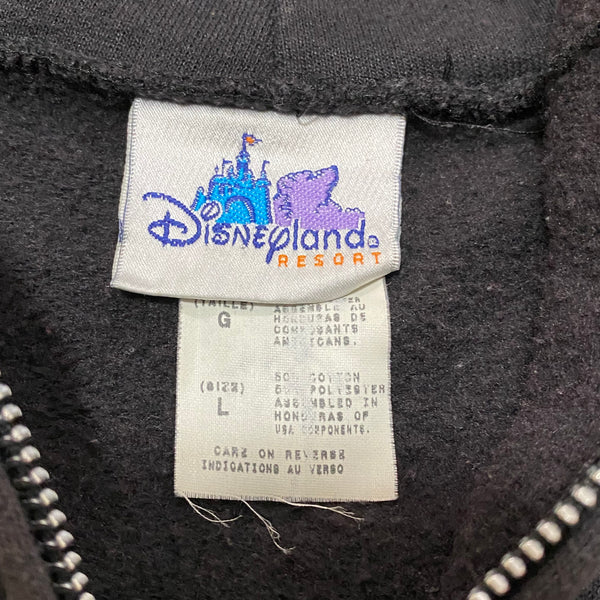 Disneyland®
RESORT
(TAILLE)
G
ASSEMBLE AU
HONDURAS DE
COMPOSANTS
AMERICANS.
(SIZE)
L
50% COTTON
50% POLYESTER
ASSEMBLED IN
HONDURAS OF
USA COMPONENTS.
CARE ON REVERSE
INDICATIONS AU VERSO